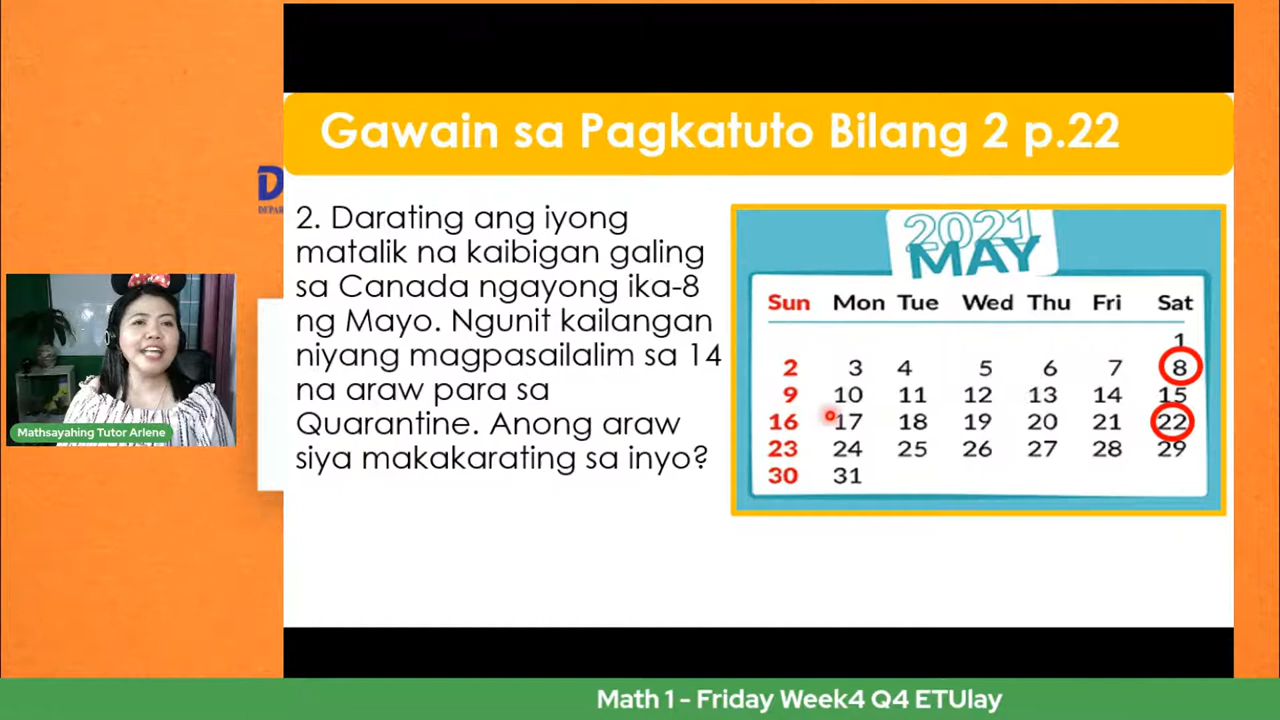 Gawain sa Pagkatuto Bilang 2 p.22
D
DEPAR
2. Darating ang iyong
matalik na kaibigan galing
sa Canada ngayong ika-8
ng Mayo. Ngunit kailangan
niyang magpasailalim sa 14
na araw para sa
Quarantine. Anong araw
siya makakarating sa inyo?
2021
MAY
Sun Mon Tue Wed Thu Fri Sat
1
2 3 4 5 6 7 8
9 10 11 12 13 14 15
16 17 18 19 20 21 22
23 24 25 26 27 28 29
30 31
Mathsayahing Tutor Arlene
Math 1 - Friday Week4 Q4 ETUlay